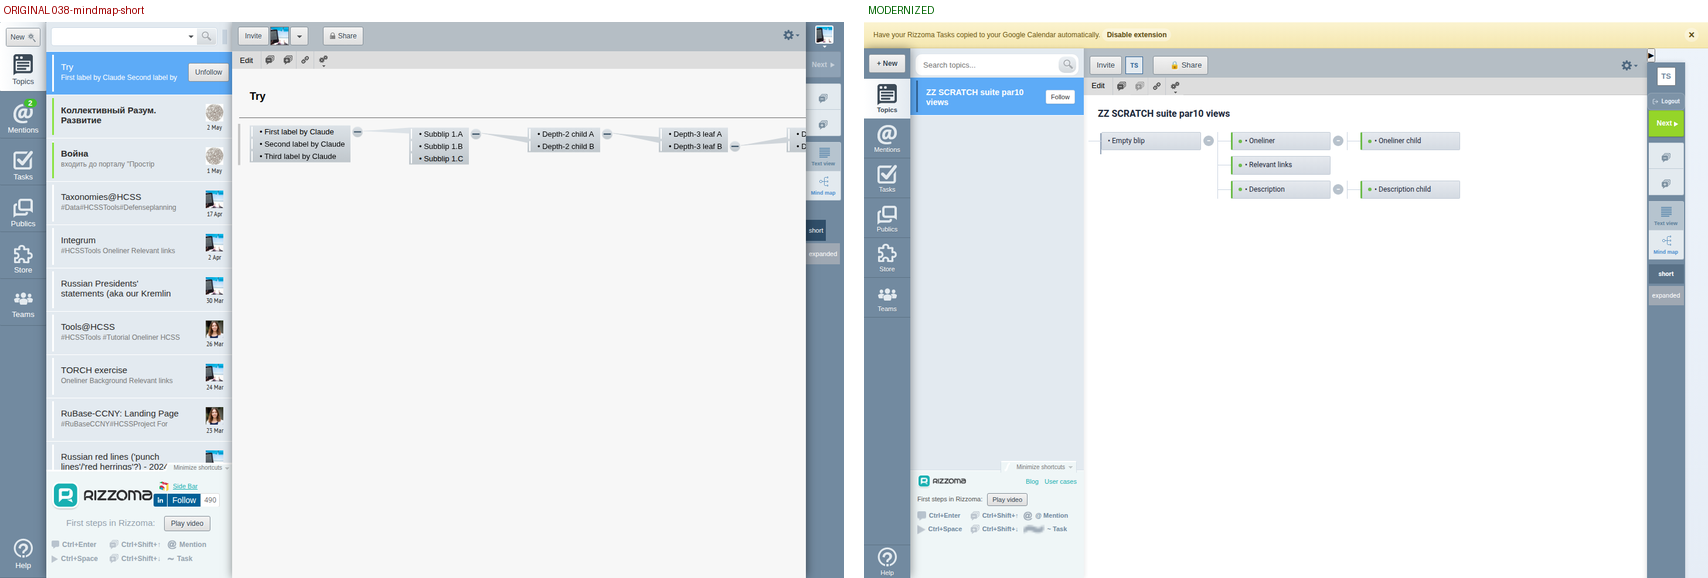 ORIGINAL 038-mindmap-short
New
Topics
2
Mentions
Tasks
Publics
Store
Teams
Help
Try
First label by Claude Second label by
Unfollow
Коллективный Разум.
Развитие
2 May
Война
входить до порталу "Простір
1 May
Taxonomies@HCSS
#Data#HCSSTools#Defenseplanning
17 Apr
Integrum
#HCSSTools Oneliner Relevant links
2 Apr
Russian Presidents'
statements (aka our Kremlin
30 Mar
Tools@HCSS
#HCSSTools #Tutorial Oneliner HCSS
26 Mar
TORCH exercise
Oneliner Background Relevant links
24 Mar
RuBase-CCNY: Landing Page
#RuBaseCCNY#HCSSProject For
23 Mar
Russian red lines ('punch
lines'/'red herrings'?) - 2024
Minimize shortcuts
Side Bar
RIZZOMA
in Follow 490
First steps in Rizzoma: Play video
Ctrl+Enter Ctrl+Shift+↑ @ Mention
Ctrl+Space Ctrl+Shift+↓ ~ Task
Invite
Share
Edit
Try
• First label by Claude
• Second label by Claude
• Third label by Claude
• Subblip 1.A
• Subblip 1.B
• Subblip 1.C
• Depth-2 child A
• Depth-2 child B
• Depth-3 leaf A
• Depth-3 leaf B
• D
• D
Next
Text view
Mind map
short
expanded
MODERNIZED
Have your Rizzoma Tasks copied to your Google Calendar automatically. Disable extension
×
+ New
Topics
Mentions
Tasks
Publics
Store
Teams
Help
Search topics...
ZZ SCRATCH suite par10
views
Follow
Minimize shortcuts
RIZZOMA
Blog User cases
First steps in Rizzoma: Play video
Ctrl+Enter Ctrl+Shift+↑ @ @ Mention
Ctrl+Space Ctrl+Shift+↓ ~ Task
Invite TS Share
Edit
ZZ SCRATCH suite par10 views
• Empty blip
• Oneliner
• Oneliner child
• Relevant links
• Description
• Description child
TS
Logout
Next
Text view
Mind map
short
expanded